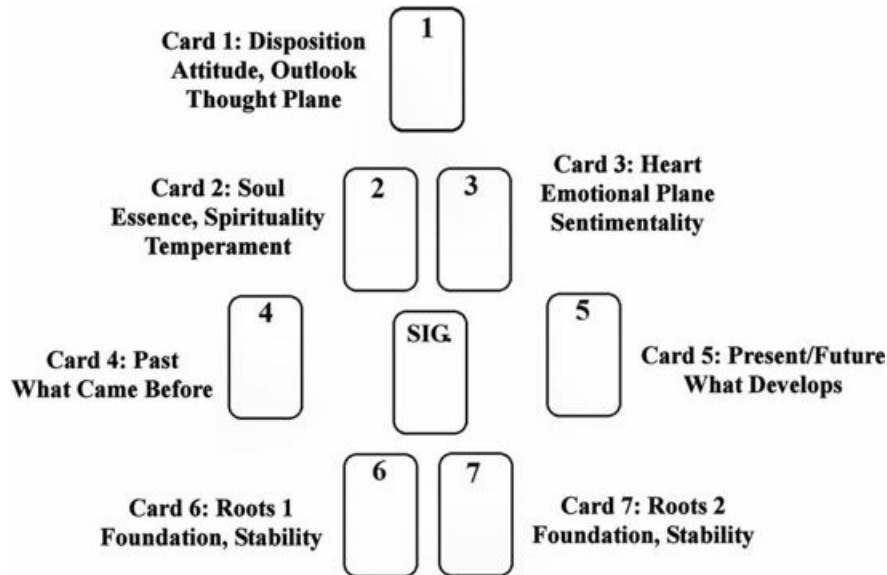 1
Card 1: Disposition
Attitude, Outlook
Thought Plane
Card 2: Soul
Essence, Spirituality
Temperament
2
3
Card 3: Heart
Emotional Plane
Sentimentality
4
SIG.
5
Card 4: Past
What Came Before
Card 5: Present/Future
What Develops
6
7
Card 6: Roots 1
Foundation, Stability
Card 7: Roots 2
Foundation, Stability